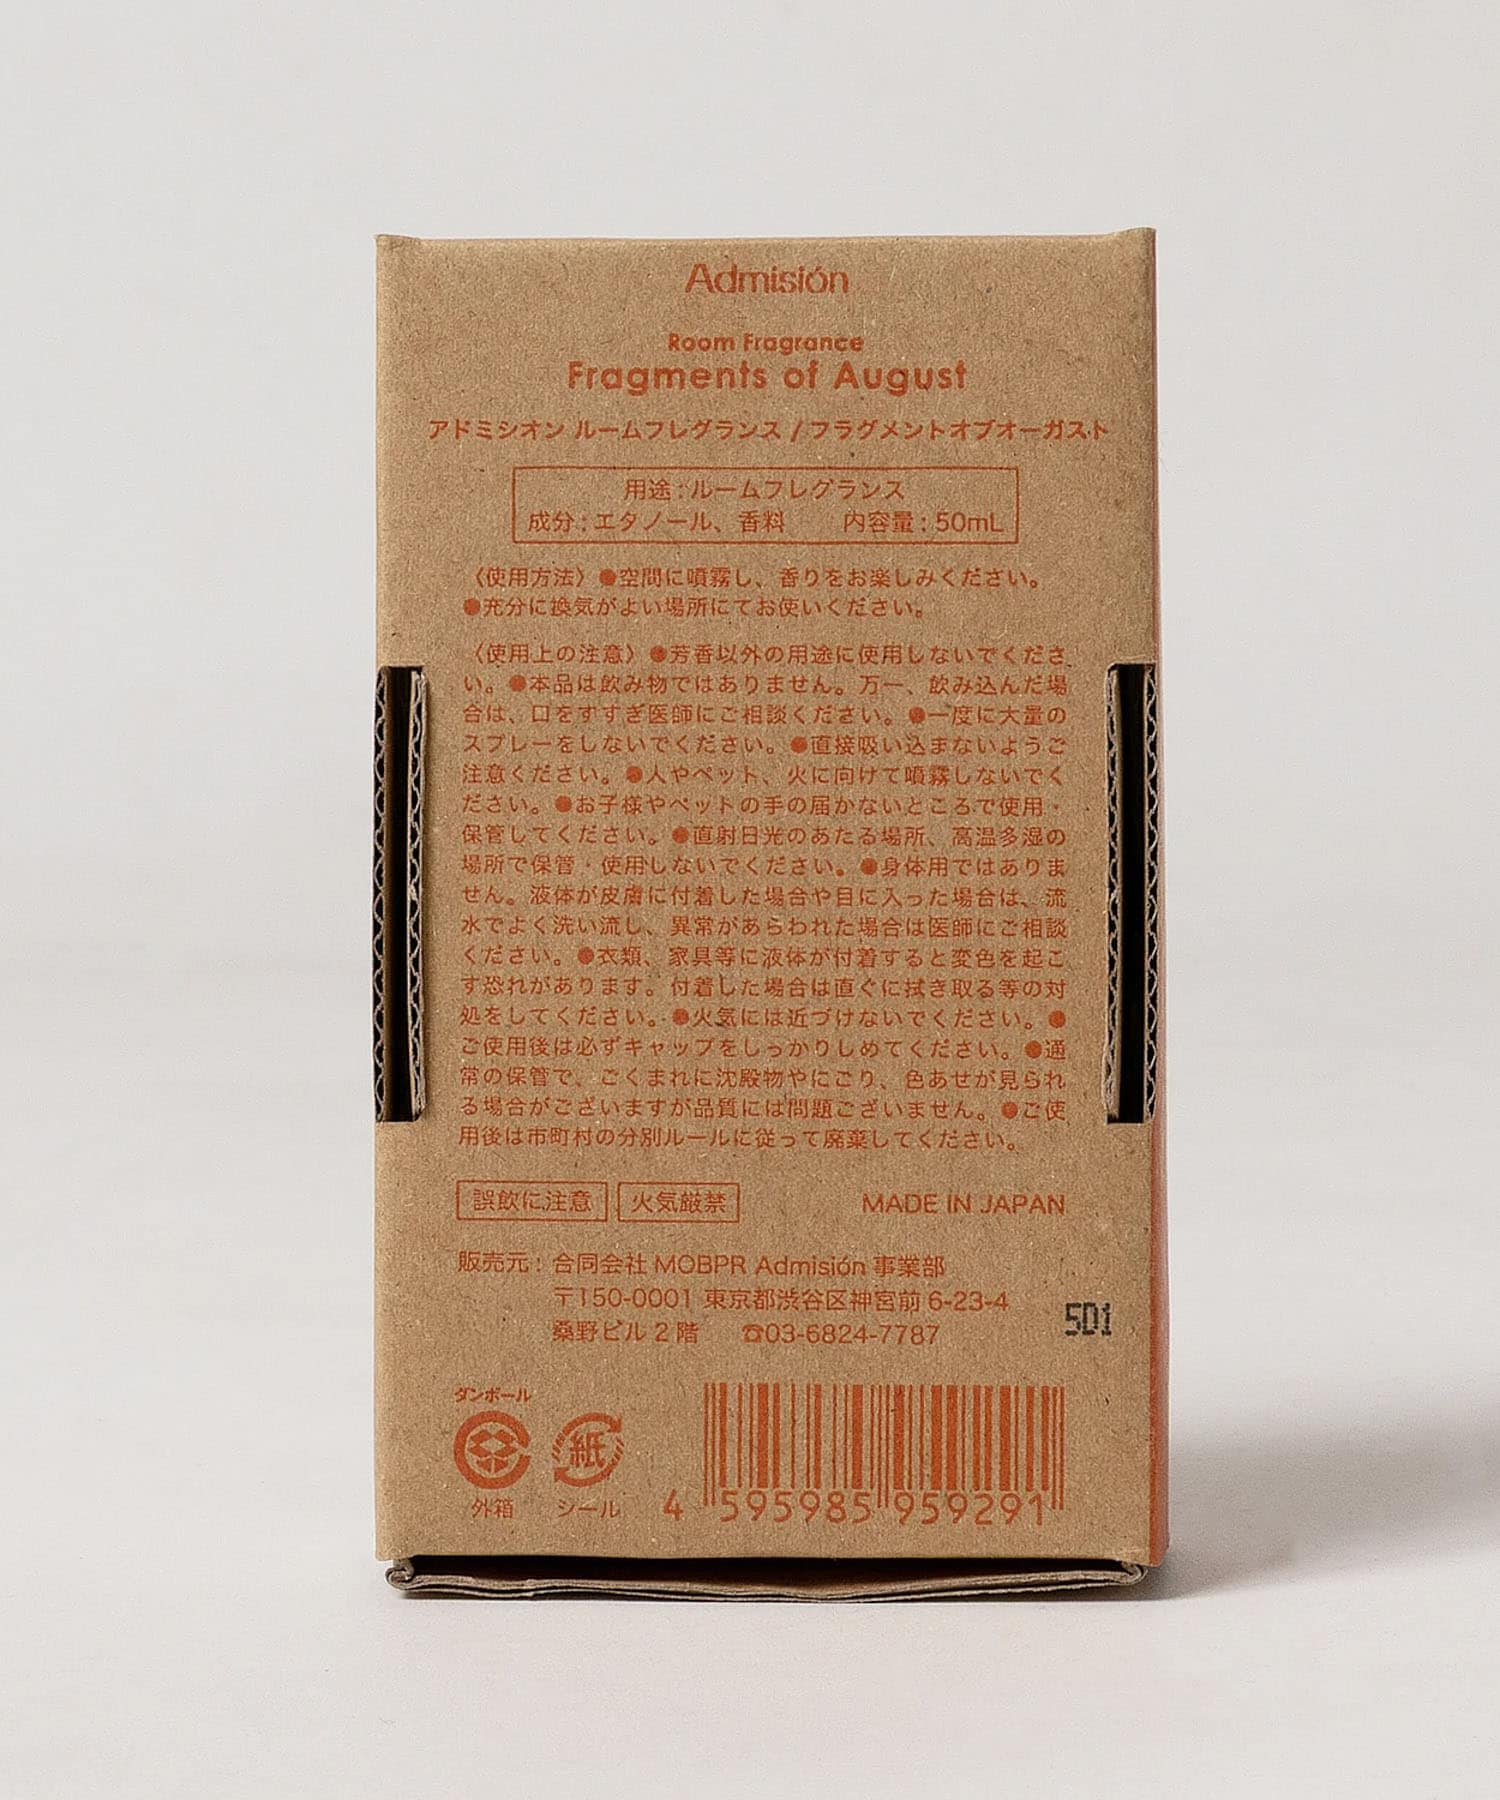 Admisión
Room Fragrance
Fragments of August
アドミシオン ルームフレグランス / フラグメントオブオーガスト
用途 : ルームフレグランス
成分 : エタノール、香料 内容量 : 50mL
〈使用方法〉●空間に噴霧し、香りをお楽しみください。
●充分に換気がよい場所にてお使いください。
〈使用上の注意〉●芳香以外の用途に使用しないでくださ
い。●本品は飲み物ではありません。万一、飲み込んだ場
合は、口をすすぎ医師にご相談ください。●一度に大量の
スプレーをしないでください。●直接吸い込まないようご
注意ください。●人やペット、火に向けて噴霧しないでく
ださい。●お子様やペットの手の届かないところで使用・
保管してください。●直射日光のあたる場所、高温多湿の
場所で保管・使用しないでください。●身体用ではありま
せん。液体が皮膚に付着した場合や目に入った場合は、流
水でよく洗い流し、異常があらわれた場合は医師にご相談
ください。●衣類、家具等に液体が付着すると変色を起こ
す恐れがあります。付着した場合は直ぐに拭き取る等の対
処をしてください。●火気には近づけないでください。●
ご使用後は必ずキャップをしっかりしめてください。●通
常の保管で、ごくまれに沈殿物やにごり、色あせが見られ
る場合がございますが品質には問題ございません。●ご使
用後は市町村の分別ルールに従って廃棄してください。
誤飲に注意 火気厳禁 MADE IN JAPAN
販売元 : 合同会社 MOBPR Admisión 事業部
〒150-0001 東京都渋谷区神宮前 6-23-4
桑野ビル 2 階 ☎03-6824-7787
5D1
ダンボール
紙
外箱 シール
4 595985 959291